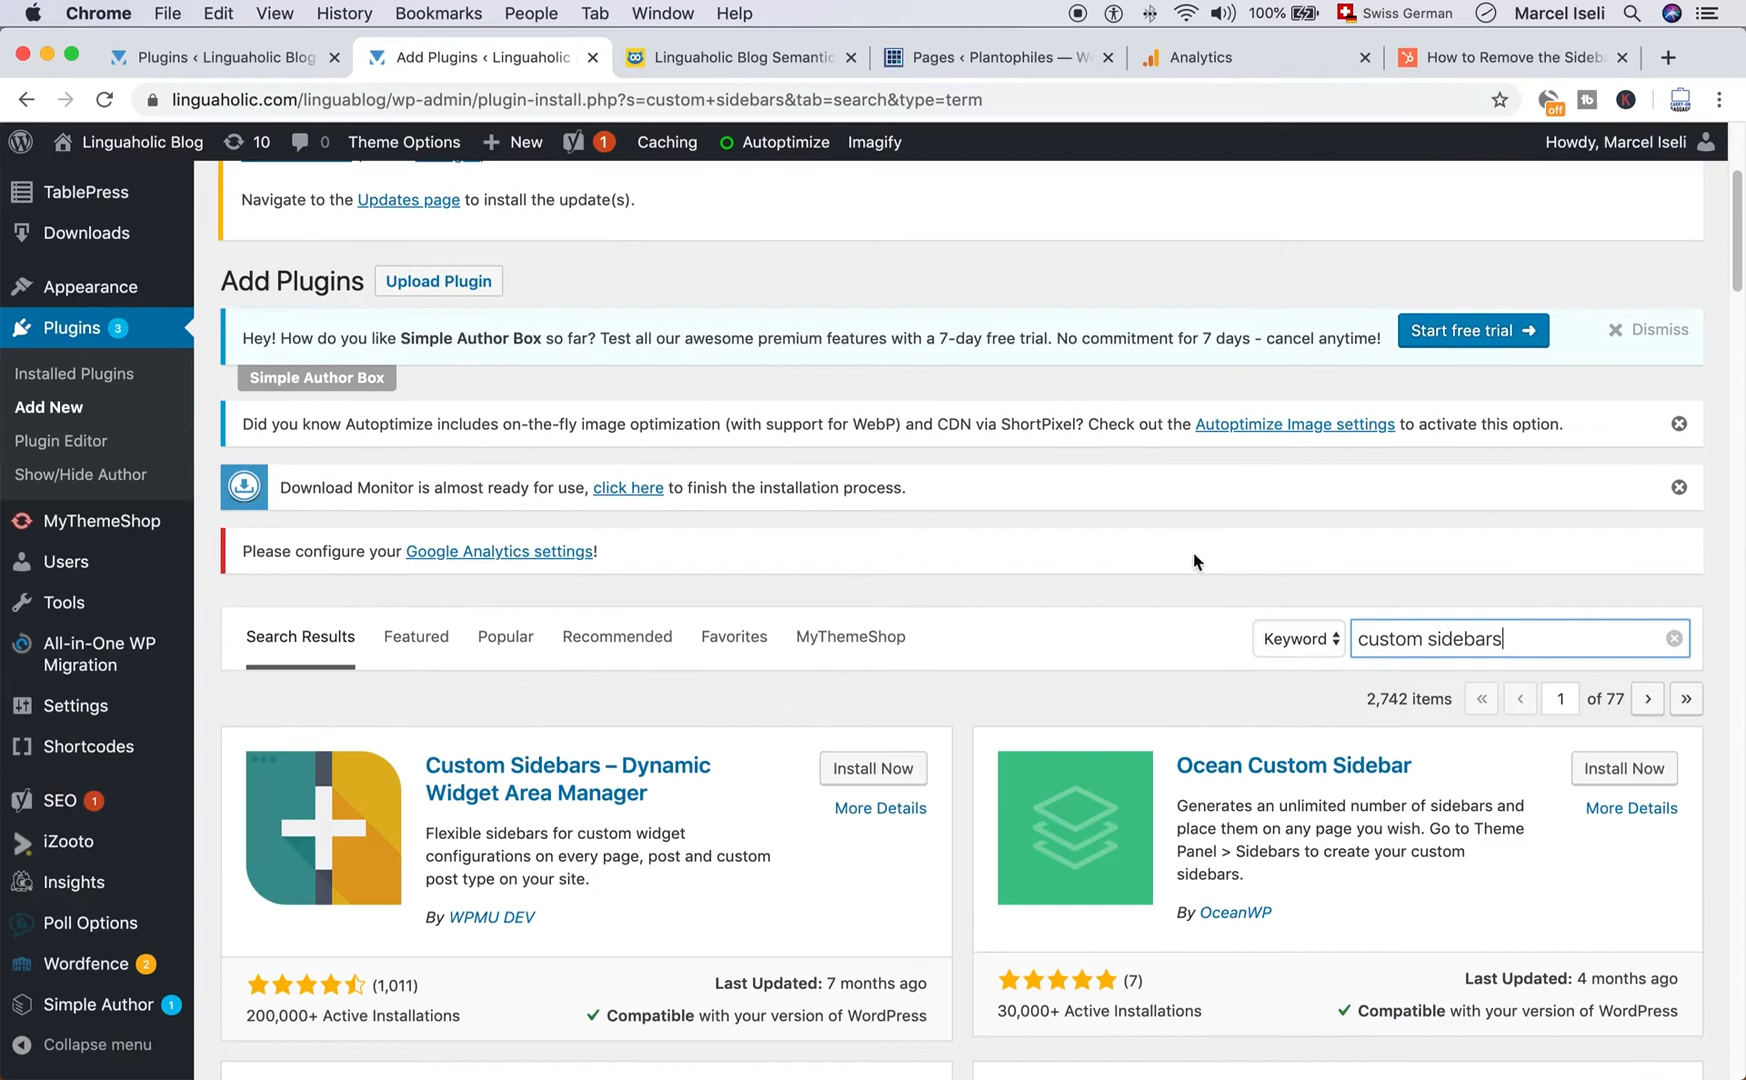 Chrome File Edit View History Bookmarks People Tab Window Help 100% Swiss German Marcel Iseli
Plugins ‹ Linguaholic Blog Add Plugins ‹ Linguaholic Linguaholic Blog Semantic Pages ‹ Plantophiles — W Analytics How to Remove the Sideb
linguaholic.com/linguablog/wp-admin/plugin-install.php?s=custom+sidebars&tab=search&type=term off tb K
Linguaholic Blog 10 0 Theme Options New 1 Caching Autoptimize Imagify Howdy, Marcel Iseli
TablePress
Downloads
Appearance
Plugins 3
Installed Plugins
Add New
Plugin Editor
Show/Hide Author
MyThemeShop
Users
Tools
All-in-One WP
Migration
Settings
Shortcodes
SEO 1
iZooto
Insights
Poll Options
Wordfence 2
Simple Author 1
Collapse menu
Navigate to the Updates page to install the update(s).
Add Plugins Upload Plugin
Hey! How do you like Simple Author Box so far? Test all our awesome premium features with a 7-day free trial. No commitment for 7 days - cancel anytime! Start free trial Dismiss
Simple Author Box
Did you know Autoptimize includes on-the-fly image optimization (with support for WebP) and CDN via ShortPixel? Check out the Autoptimize Image settings to activate this option.
Download Monitor is almost ready for use, click here to finish the installation process.
Please configure your Google Analytics settings!
Search Results Featured Popular Recommended Favorites MyThemeShop Keyword custom sidebars
2,742 items « ‹ 1 of 77 › »
Custom Sidebars – Dynamic
Widget Area Manager
Install Now
More Details
Flexible sidebars for custom widget
configurations on every page, post and custom
post type on your site.
By WPMU DEV
(1,011)
200,000+ Active Installations
Last Updated: 7 months ago
Compatible with your version of WordPress
Ocean Custom Sidebar
Install Now
More Details
Generates an unlimited number of sidebars and
place them on any page you wish. Go to Theme
Panel > Sidebars to create your custom
sidebars.
By OceanWP
(7)
30,000+ Active Installations
Last Updated: 4 months ago
Compatible with your version of WordPress